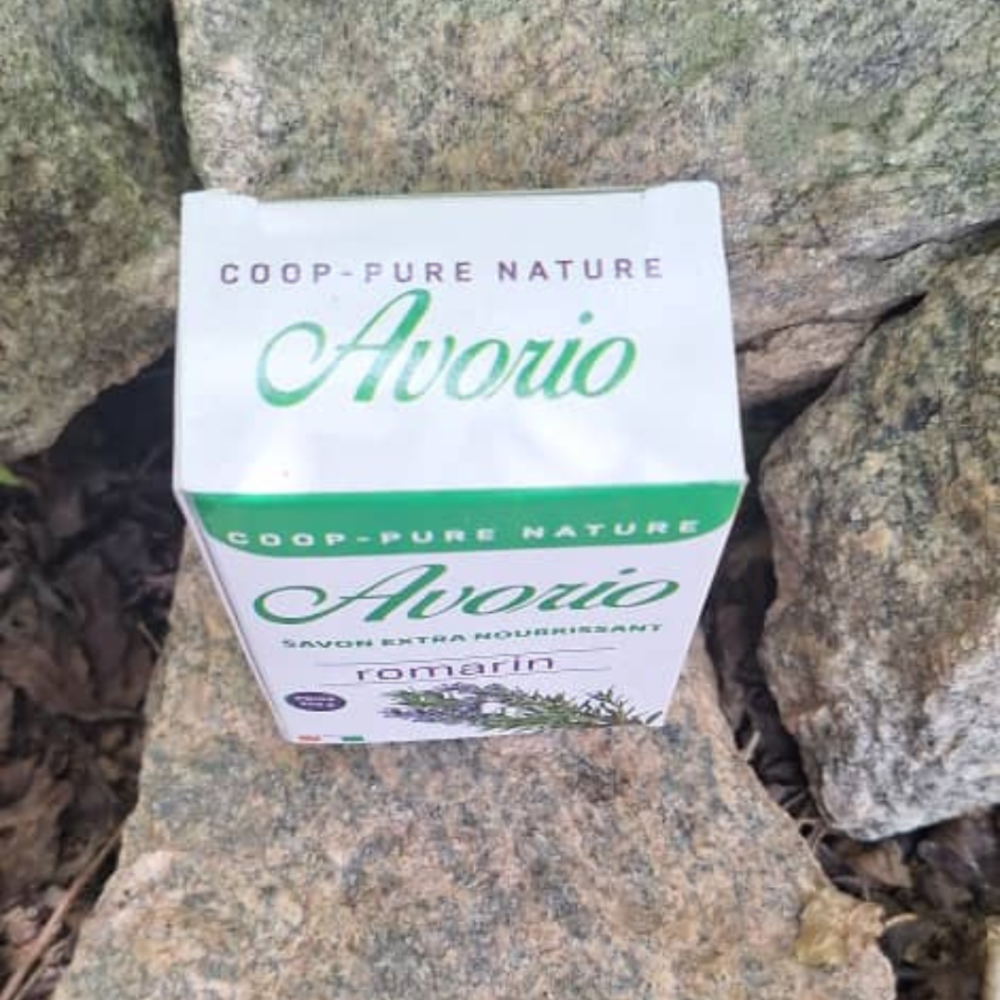 COOP-PURE NATURE
Avorio
COOP-PURE NATURE
Avorio
SAVON EXTRA NOURRISSANT
romarin